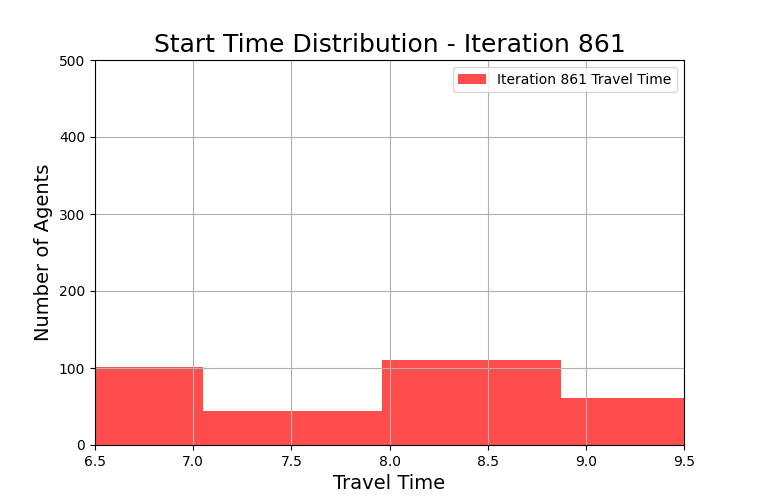 Start Time Distribution - Iteration 861
Iteration 861 Travel Time
Number of Agents
500
400
300
200
100
0
6.5 7.0 7.5 8.0 8.5 9.0 9.5
Travel Time